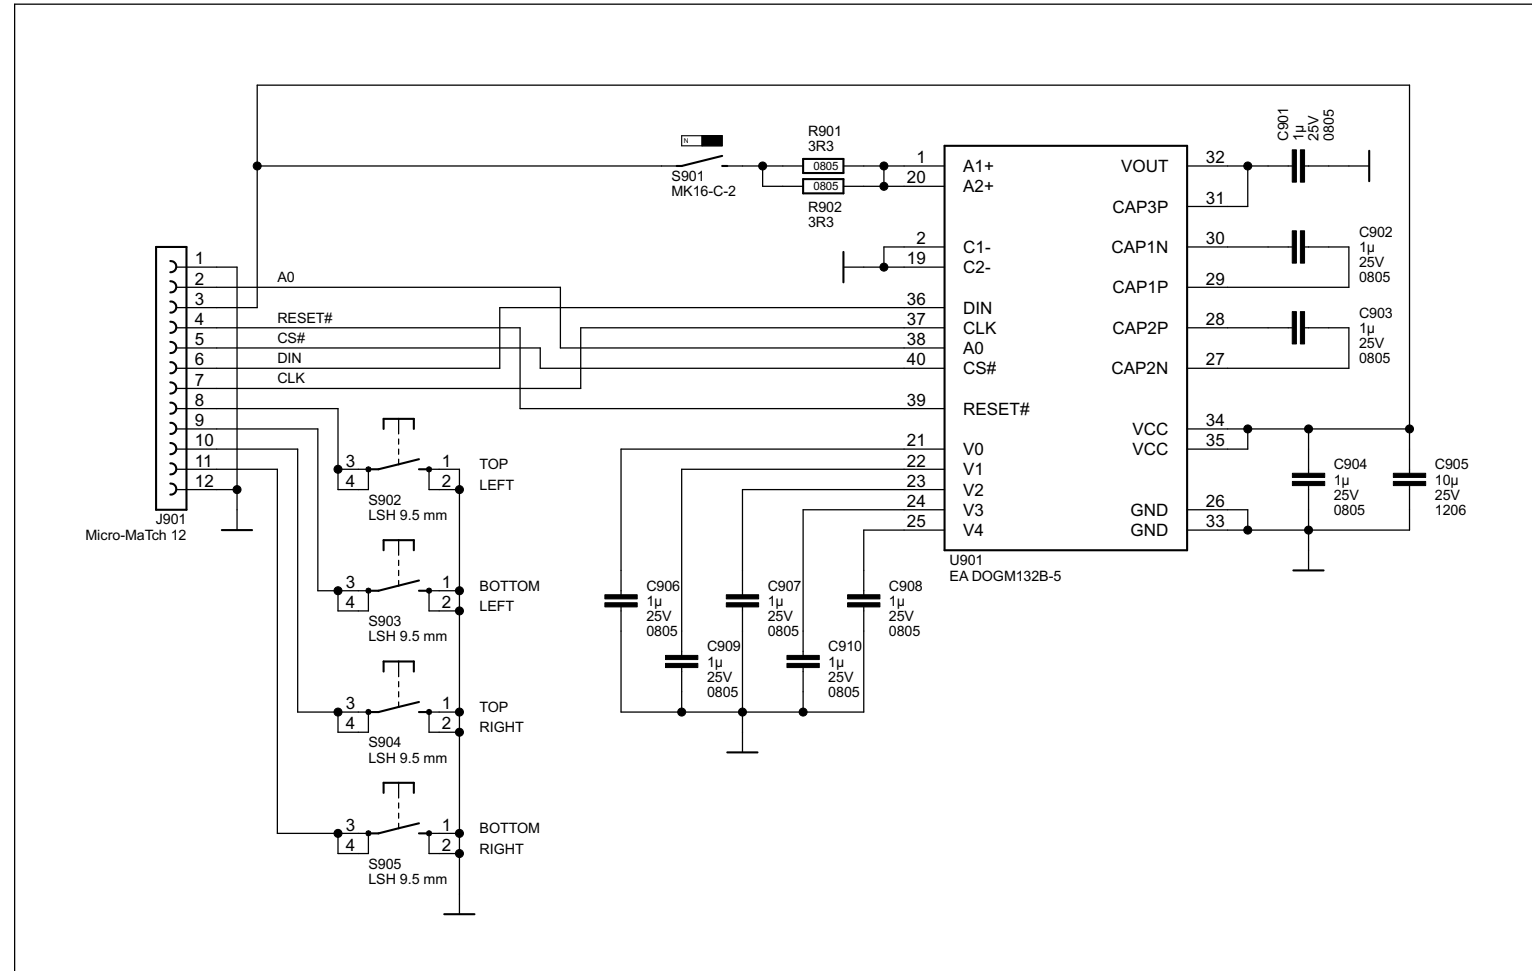 C901
1µ
25V
0805
N
R901
3R3
0805
0805
R902
3R3
S901
MK16-C-2
1
20
2
19
36
37
38
40
39
21
22
23
24
25
A1+
A2+
C1-
C2-
DIN
CLK
A0
CS#
RESET#
V0
V1
V2
V3
V4
VOUT
CAP3P
CAP1N
CAP1P
CAP2P
CAP2N
VCC
VCC
GND
GND
32
31
30
29
28
27
34
35
26
33
U901
EA DOGM132B-5
C902
1µ
25V
0805
C903
1µ
25V
0805
C904
1µ
25V
0805
C905
10µ
25V
1206
1
2
3
4
5
6
7
8
9
10
11
12
J901
Micro-MaTch 12
A0
RESET#
CS#
DIN
CLK
3
4
1
2
TOP
LEFT
S902
LSH 9.5 mm
3
4
1
2
BOTTOM
LEFT
S903
LSH 9.5 mm
3
4
1
2
TOP
RIGHT
S904
LSH 9.5 mm
3
4
1
2
BOTTOM
RIGHT
S905
LSH 9.5 mm
C906
1µ
25V
0805
C907
1µ
25V
0805
C908
1µ
25V
0805
C909
1µ
25V
0805
C910
1µ
25V
0805